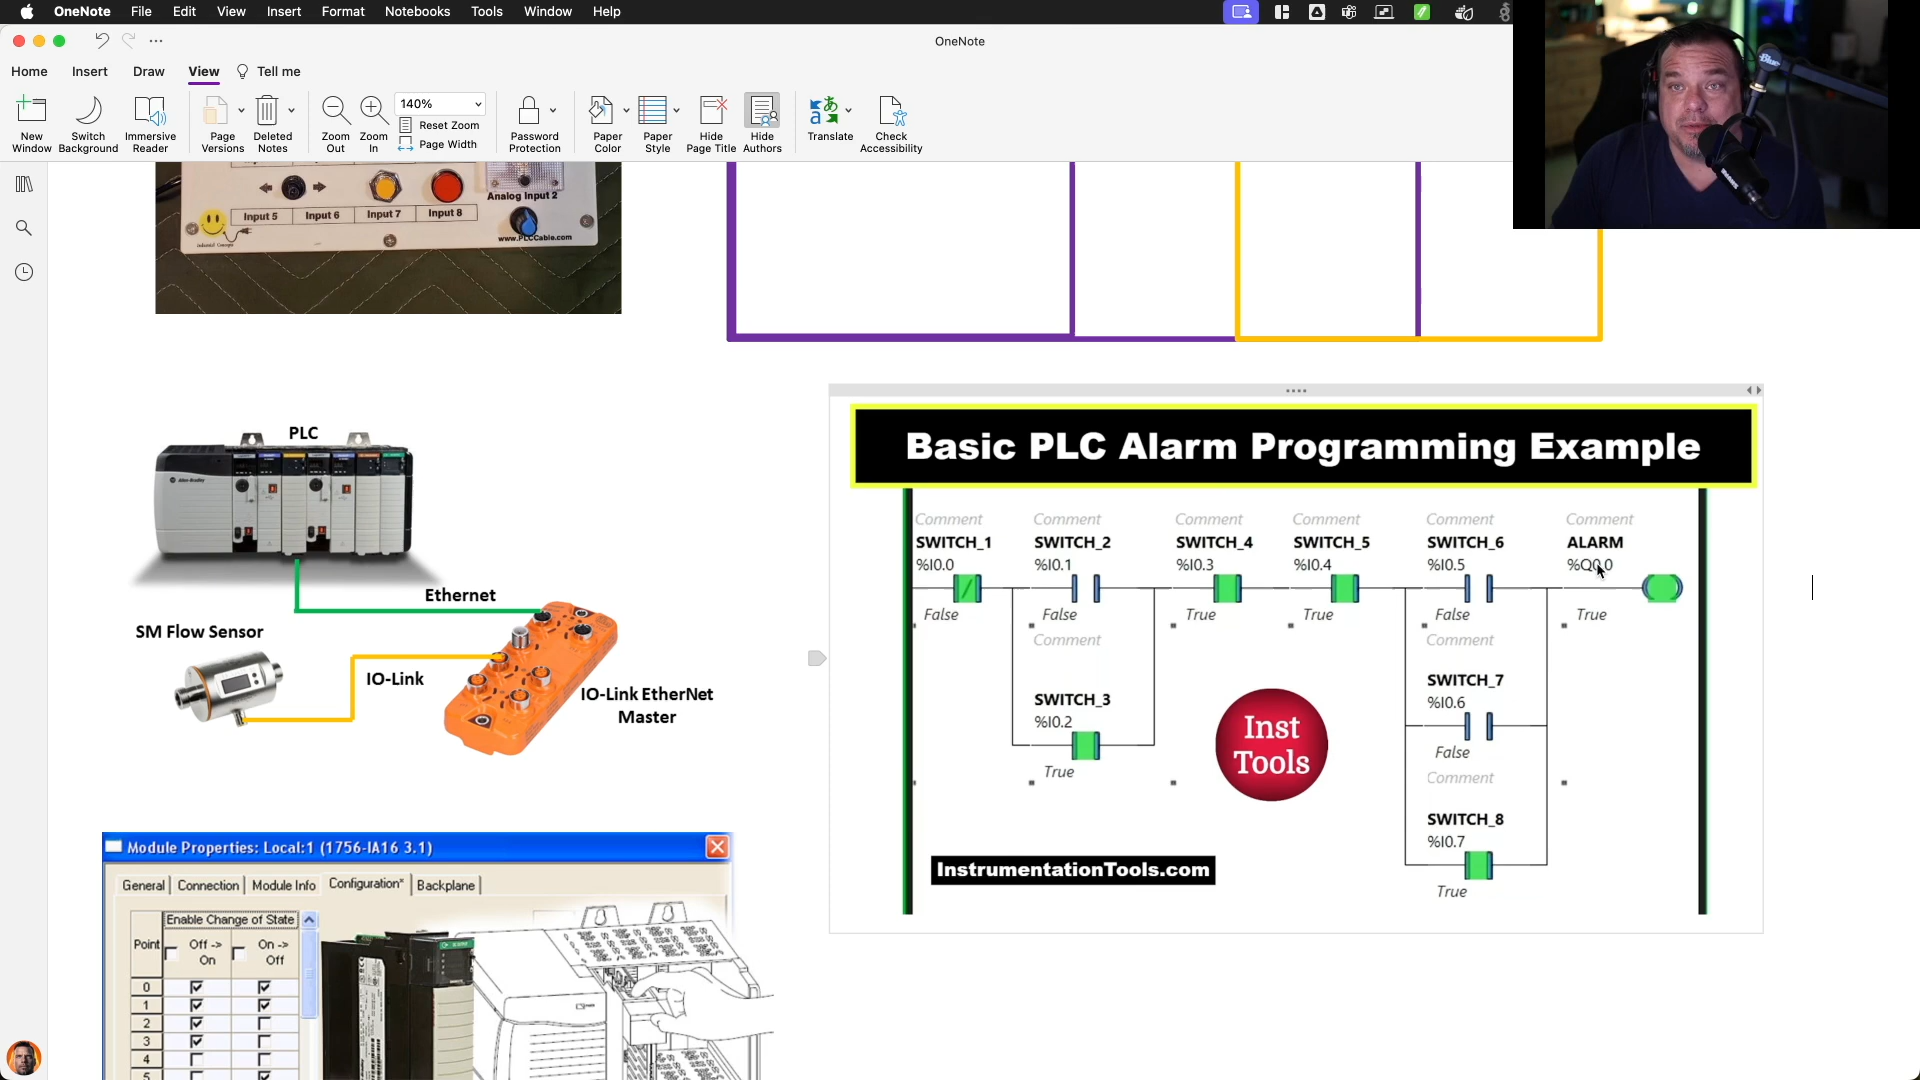 OneNote File Edit View Insert Format Notebooks Tools Window Help
OneNote
Home Insert Draw View Tell me
New Window
Switch Background
Immersive Reader
Page Versions
Deleted Notes
Zoom Out
Zoom In
140%
Reset Zoom
Page Width
Password Protection
Paper Color
Paper Style
Hide Page Title
Hide Authors
Translate
Check Accessibility
Analog Input 2
Input 5 Input 6 Input 7 Input 8
www.PLCCable.com
PLC
Allen-Bradley
Ethernet
SM Flow Sensor
IO-Link
IO-Link EtherNet
Master
Basic PLC Alarm Programming Example
Comment Comment Comment Comment Comment Comment
SWITCH_1 SWITCH_2 SWITCH_4 SWITCH_5 SWITCH_6 ALARM
%I0.0 %I0.1 %I0.3 %I0.4 %I0.5 %Q0.0
False False True True False True
Comment Comment
SWITCH_7
%I0.6
SWITCH_3
%I0.2
False
True
Comment
SWITCH_8
%I0.7
True
Inst
Tools
InstrumentationTools.com
Module Properties: Local:1 (1756-IA16 3.1)
General Connection Module Info Configuration* Backplane
Enable Change of State
Point Off -> On On -> Off
0
1
2
3
4
5
Blue